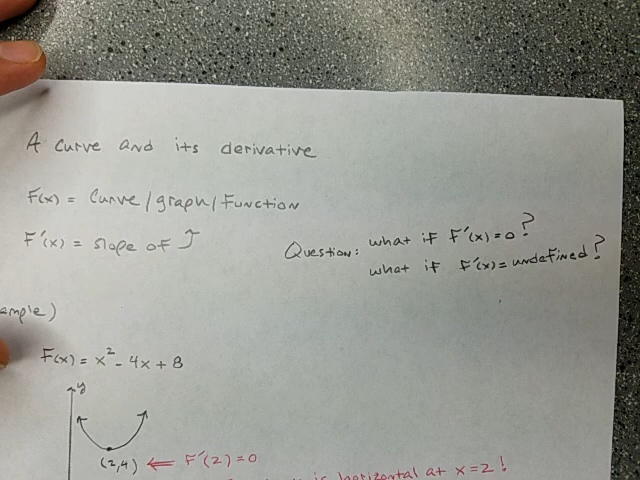 A curve and its derivative
F(x) = Curve/graph/Function
F'(x) = slope of ⤴
Question: what if F'(x)=0?
what if F'(x)= undefined?
ample)
F(x) = x² - 4x + 8
y
(2,4) ⇐ F'(2)=0
is horizontal at x=2!